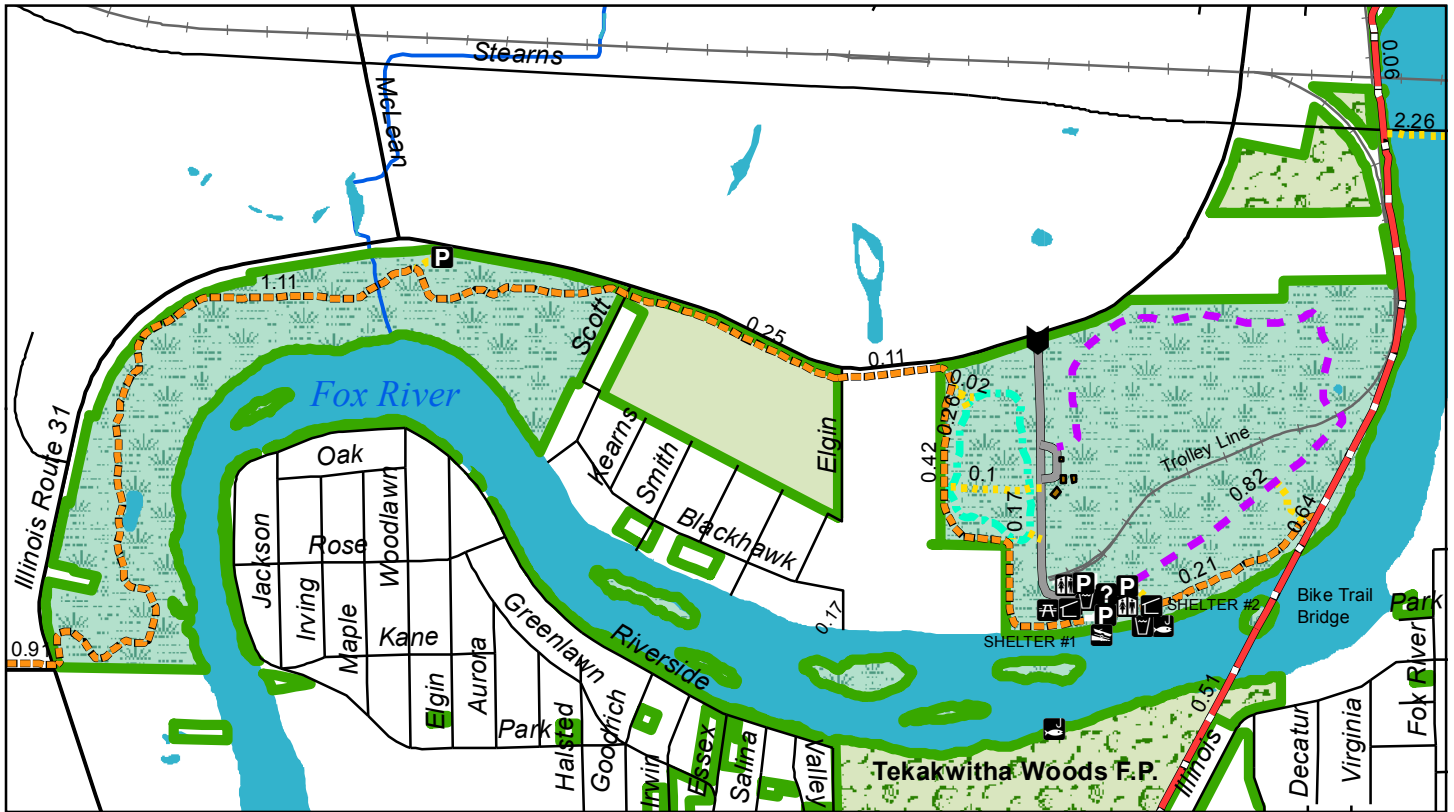 Stearns
0.06
McLean
2.26
P
1.11
Scott
0.25
0.11
Fox River
0.02
0.26
0.42
0.1
0.17
Elgin
Kearns
Smith
Blackhawk
Trolley Line
0.82
0.64
0.21
Illinois Route 31
Oak
Woodlawn
Jackson
Rose
Irving
Maple
Kane
Greenlawn
Riverside
0.17
P
P
?
P
SHELTER #2
SHELTER #1
Bike Trail
Bridge
Park
0.91
Elgin
Aurora
Park
Halsted
Goodrich
Irwin
Essex
Salina
Valley
0.51
Tekakwitha Woods F.P.
Illinois
Decatur
Virginia
Fox River